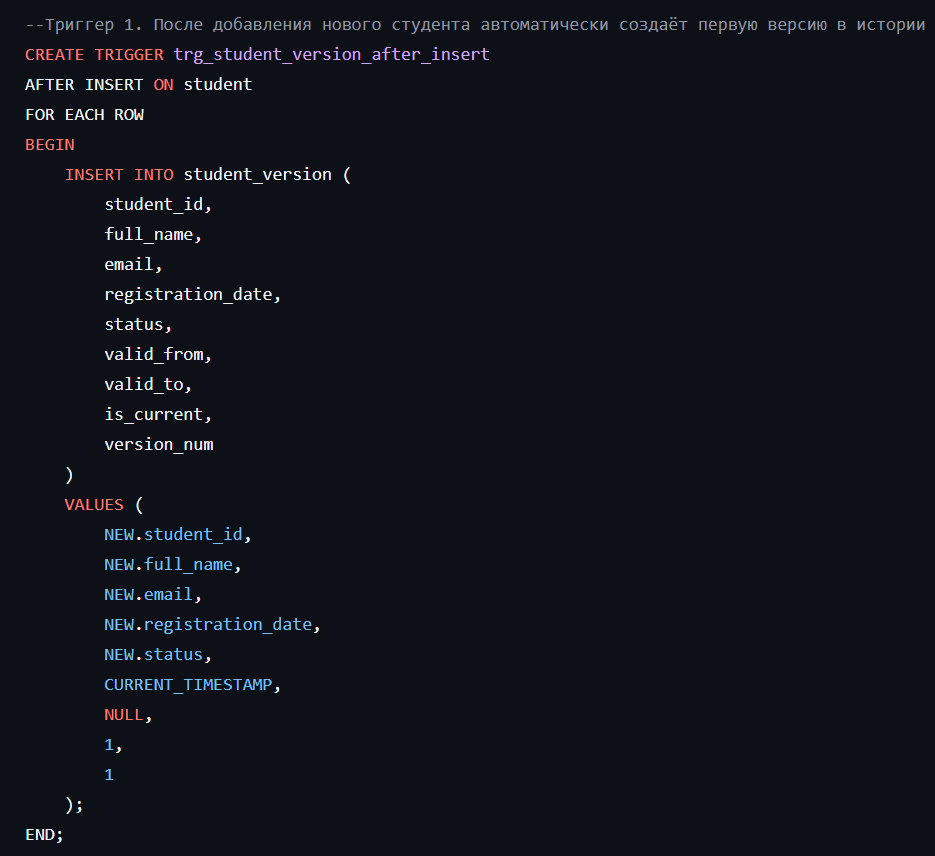 --Триггер 1. После добавления нового студента автоматически создаёт первую версию в истории
CREATE TRIGGER trg_student_version_after_insert
AFTER INSERT ON student
FOR EACH ROW
BEGIN
    INSERT INTO student_version (
        student_id,
        full_name,
        email,
        registration_date,
        status,
        valid_from,
        valid_to,
        is_current,
        version_num
    )
    VALUES (
        NEW.student_id,
        NEW.full_name,
        NEW.email,
        NEW.registration_date,
        NEW.status,
        CURRENT_TIMESTAMP,
        NULL,
        1,
        1
    );
END;